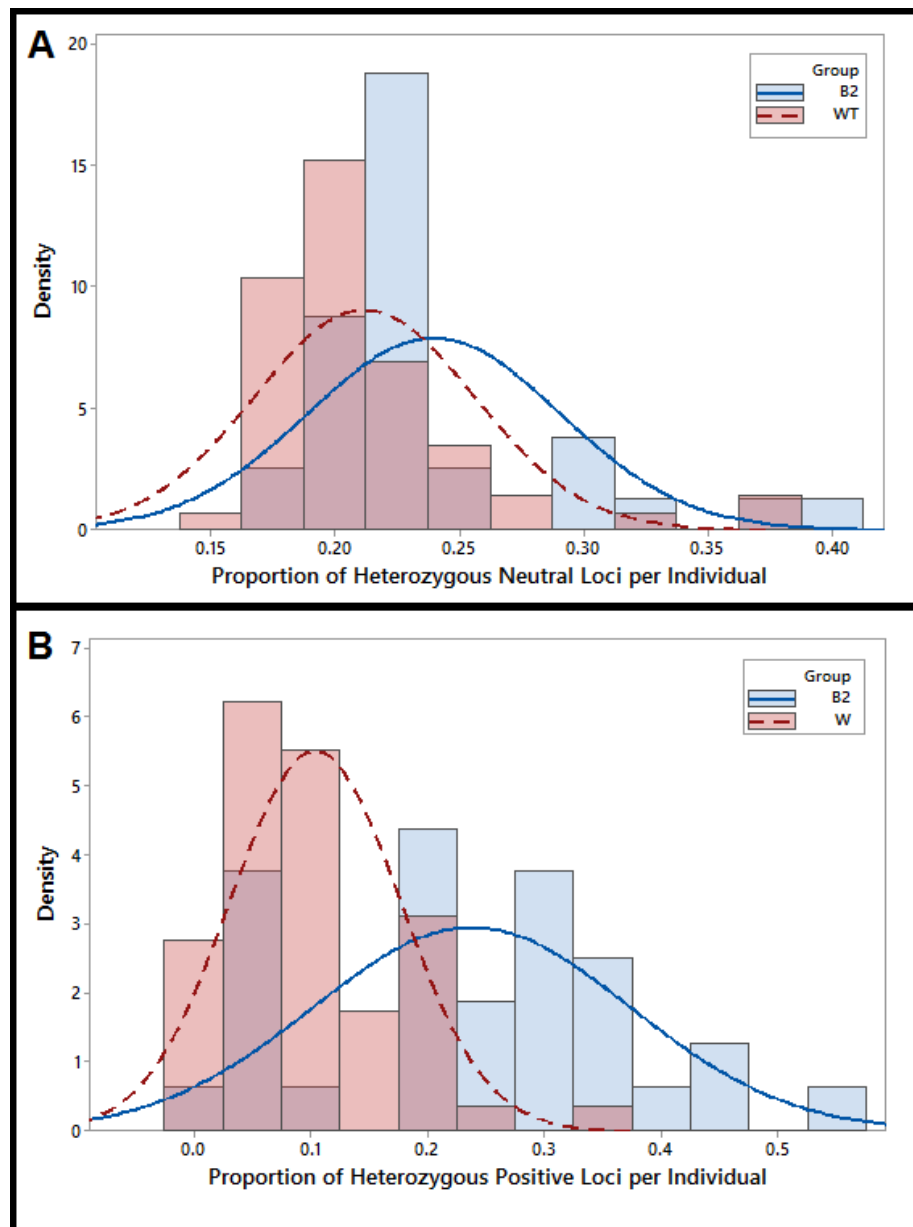 A
20
15
10
5
0
Density
Group
B2
WT
0.15 0.20 0.25 0.30 0.35 0.40
Proportion of Heterozygous Neutral Loci per Individual
B
7
6
5
4
3
2
1
0
Density
Group
B2
W
0.0 0.1 0.2 0.3 0.4 0.5
Proportion of Heterozygous Positive Loci per Individual